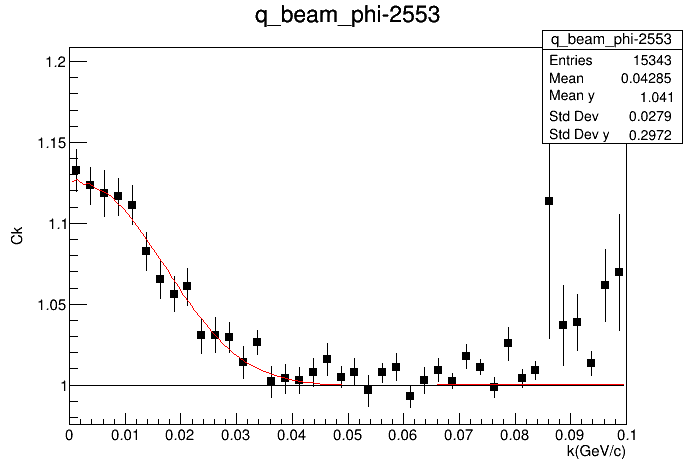 q_beam_phi-2553
q_beam_phi-2553
Entries 15343
Mean 0.04285
Mean y 1.041
Std Dev 0.0279
Std Dev y 0.2972
1.2
1.15
1.1
1.05
1
Ck
0 0.01 0.02 0.03 0.04 0.05 0.06 0.07 0.08 0.09 0.1
k(GeV/c)